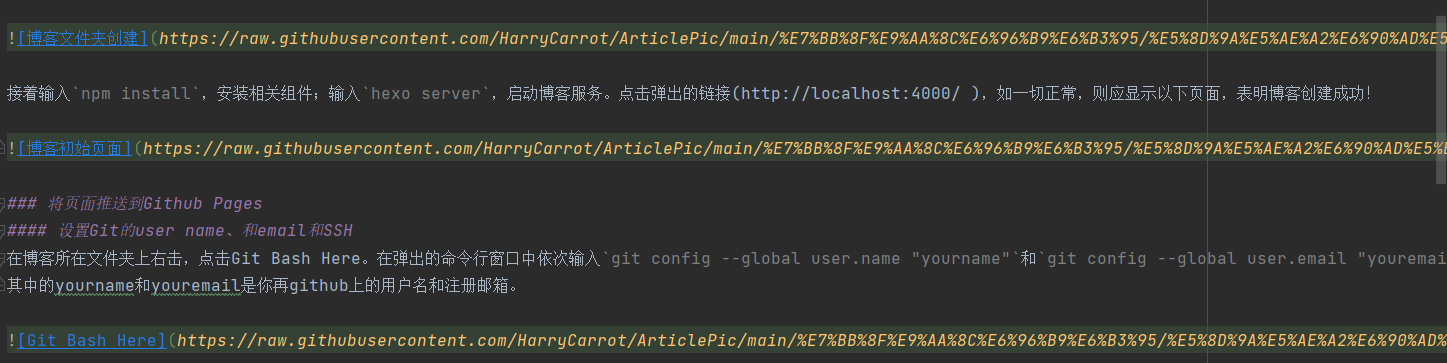 ![博客文件夹创建](https://raw.githubusercontent.com/HarryCarrot/ArticlePic/main/%E7%BB%8F%E9%AA%8C%E6%96%B9%E6%B3%95/%E5%8D%9A%E5%AE%A2%E6%90%AD%E5
接着输入`npm install`，安装相关组件；输入`hexo server`，启动博客服务。点击弹出的链接(http://localhost:4000/ )，如一切正常，则应显示以下页面，表明博客创建成功！
![博客初始页面](https://raw.githubusercontent.com/HarryCarrot/ArticlePic/main/%E7%BB%8F%E9%AA%8C%E6%96%B9%E6%B3%95/%E5%8D%9A%E5%AE%A2%E6%90%AD%E5%B
### 将页面推送到Github Pages
#### 设置Git的user name、和email和SSH
在博客所在文件夹上右击，点击Git Bash Here。在弹出的命令行窗口中依次输入`git config --global user.name "yourname"`和`git config --global user.email "youremai
其中的yourname和youremail是你再github上的用户名和注册邮箱。
![Git Bash Here](https://raw.githubusercontent.com/HarryCarrot/ArticlePic/main/%E7%BB%8F%E9%AA%8C%E6%96%B9%E6%B3%95/%E5%8D%9A%E5%AE%A2%E6%90%AD%